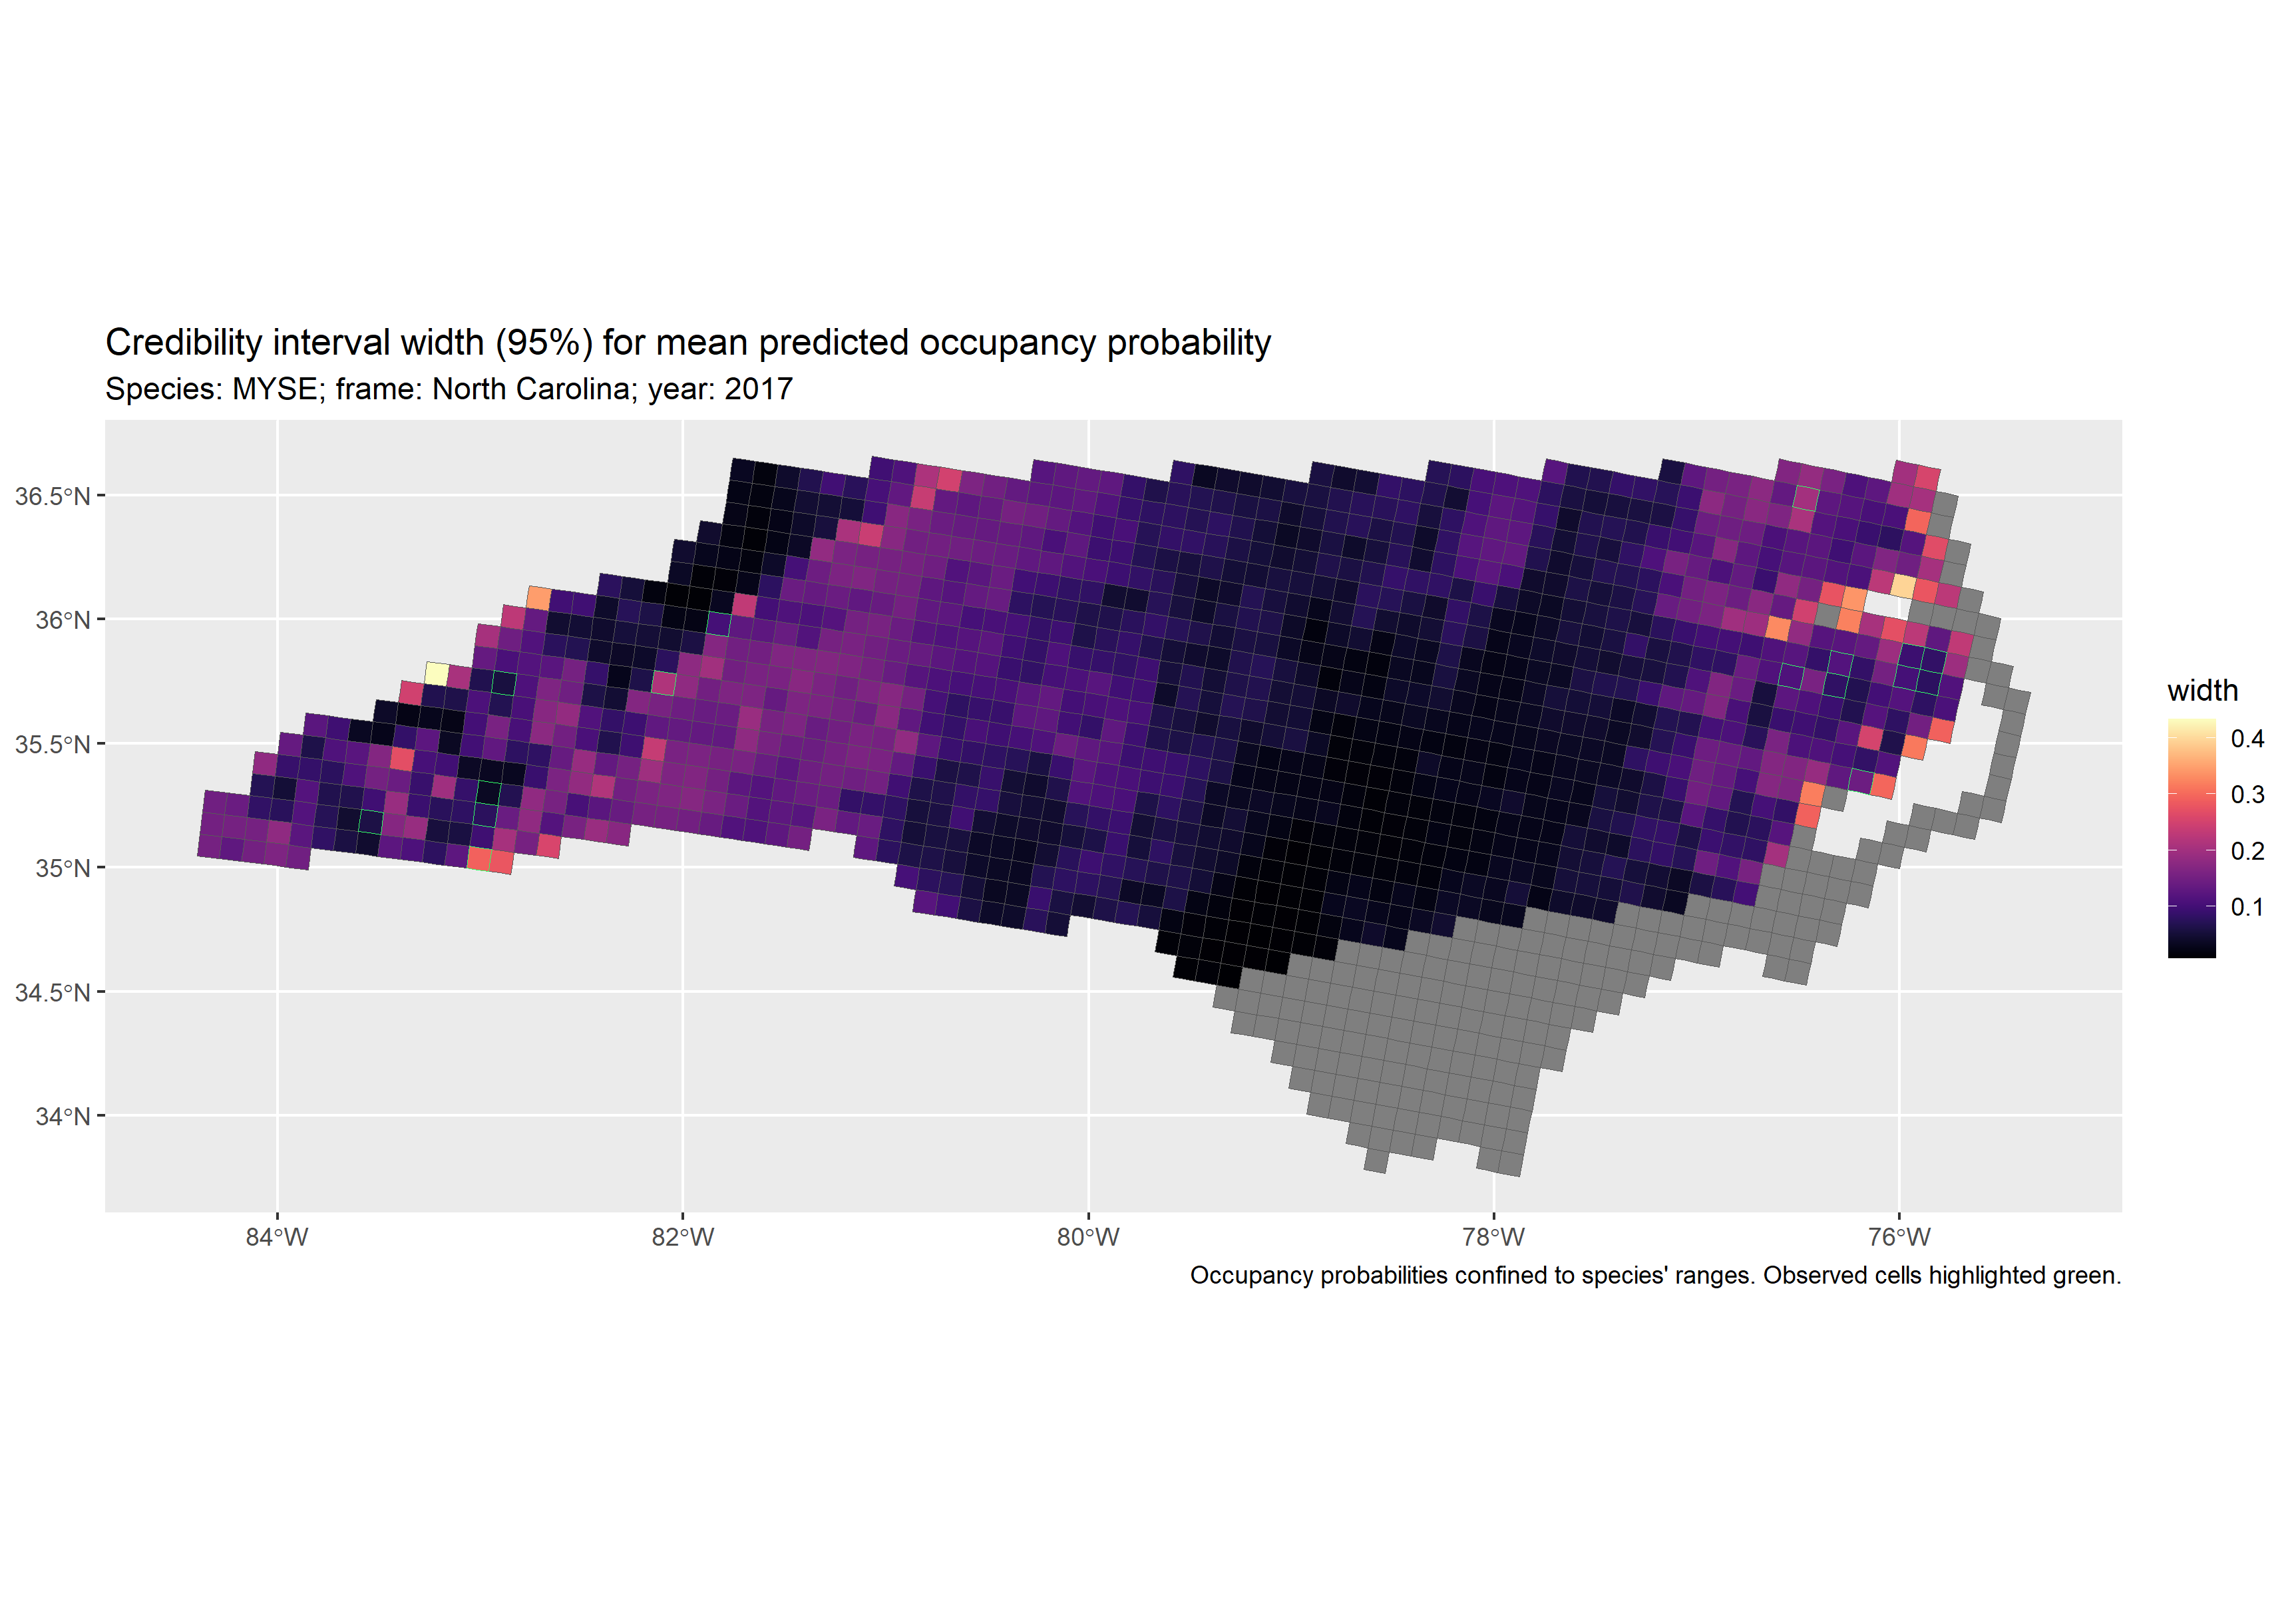 Credibility interval width (95%) for mean predicted occupancy probability
Species: MYSE; frame: North Carolina; year: 2017
36.5°N
36°N
35.5°N
35°N
34.5°N
34°N
84°W
82°W
80°W
78°W
76°W
width
0.4
0.3
0.2
0.1
Occupancy probabilities confined to species' ranges. Observed cells highlighted green.